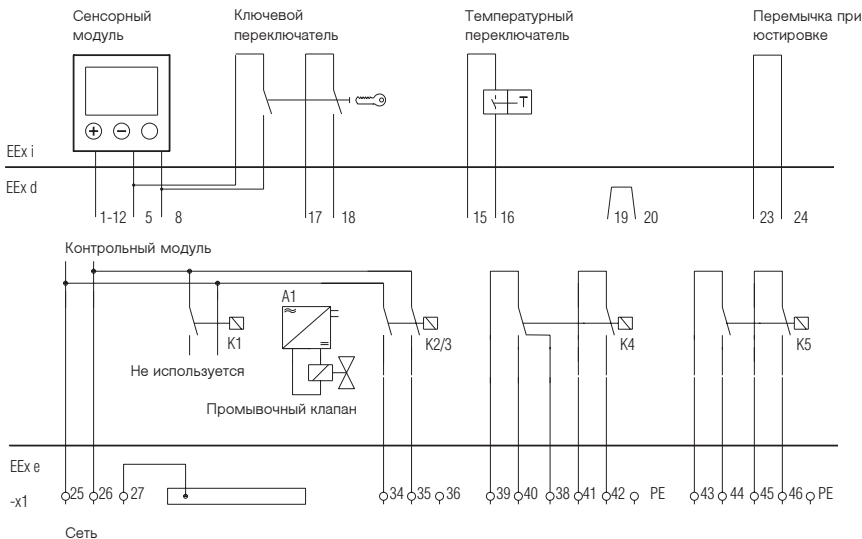 Сенсорный модуль
Ключевой переключатель
Температурный переключатель
Перемычка при юстировке
T
EEx i
EEx d
1-12 5 8 17 18 15 16 19 20 23 24
Контрольный модуль
A1
K1 K2/3 K4 K5
Не используется
Промывочный клапан
EEx e
-x1 25 26 27 34 35 36 39 40 38 41 42 PE 43 44 45 46 PE
Сеть